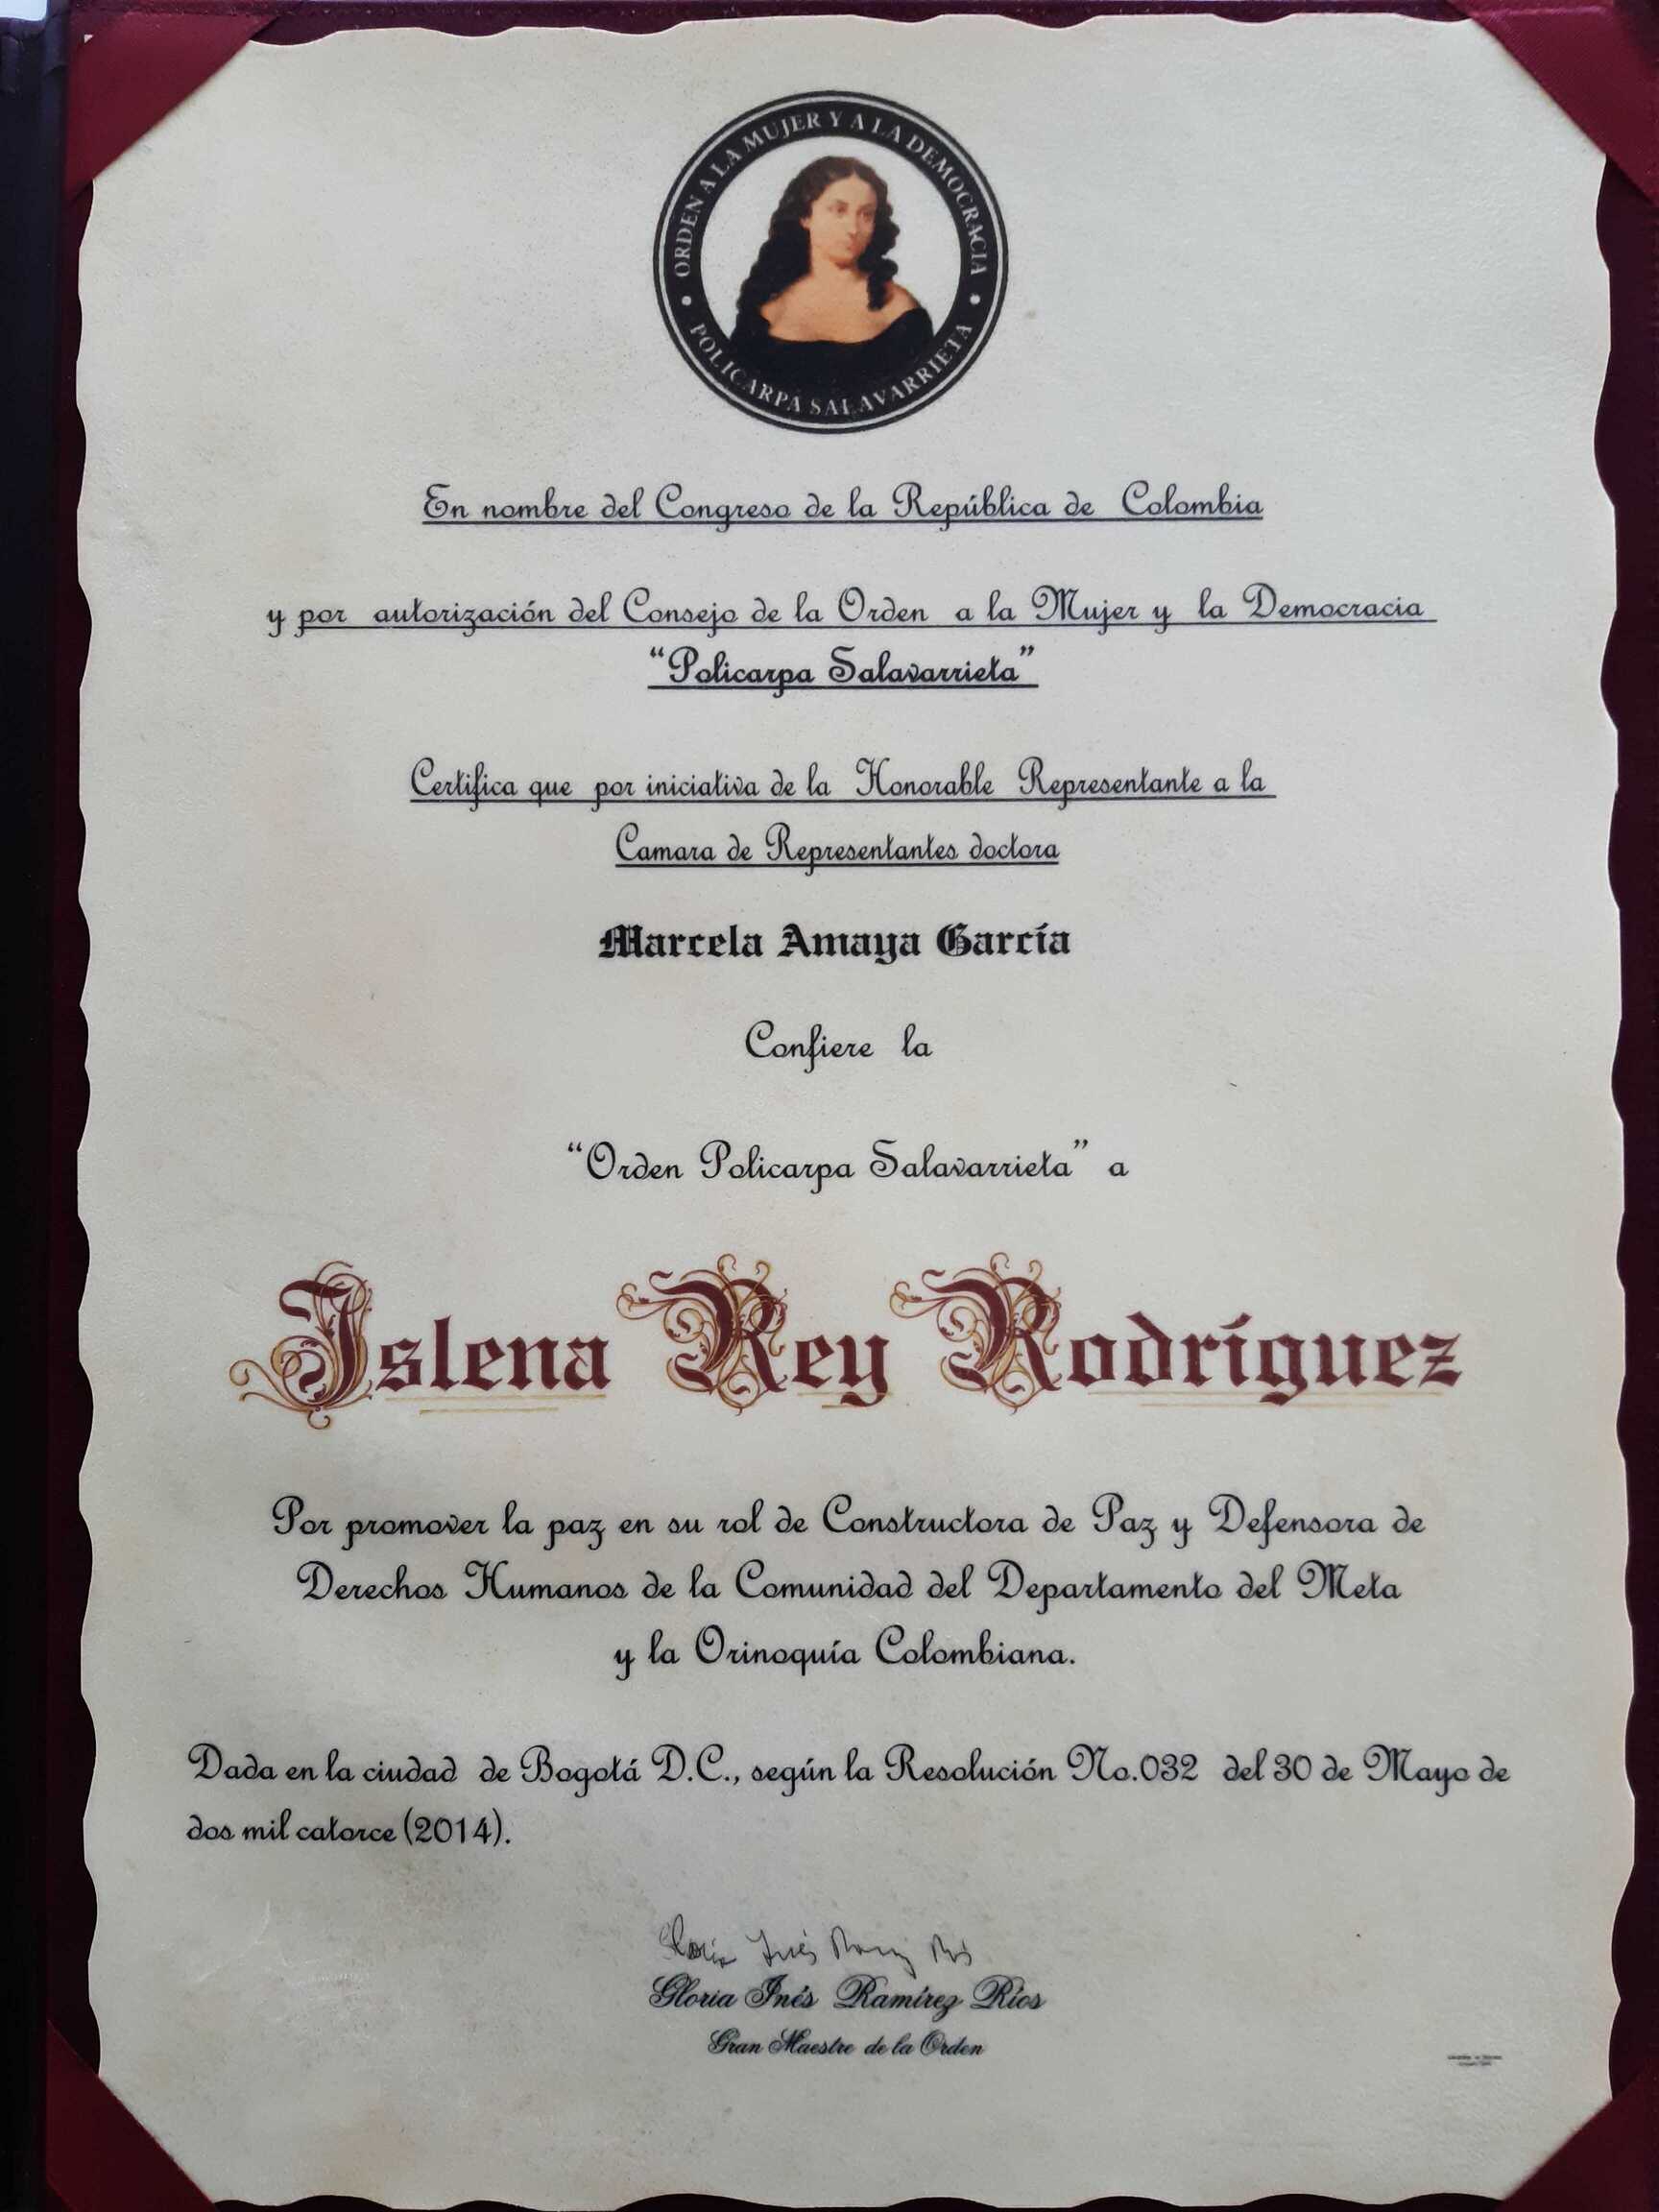 ORDEN A LA MUJER Y A LA DEMOCRACIA
POLICARPA SALAVARRIETA
En nombre del Congreso de la República de Colombia
y por autorización del Consejo de la Orden a la Mujer y la Democracia
“Policarpa Salavarrieta”
Certifica que por iniciativa de la Honorable Representante a la
Camara de Representantes doctora
Marcela Amaya García
Confiere la
“Orden Policarpa Salavarrieta” a
Islena Rey Rodríguez
Por promover la paz en su rol de Constructora de Paz y Defensora de
Derechos Humanos de la Comunidad del Departamento del Meta
y la Orinoquía Colombiana.
Dada en la ciudad de Bogotá D.C., según la Resolución No.032 del 30 de Mayo de
dos mil catorce (2014).
Gloria Inés Ramírez Ríos
Gran Maestre de la Orden